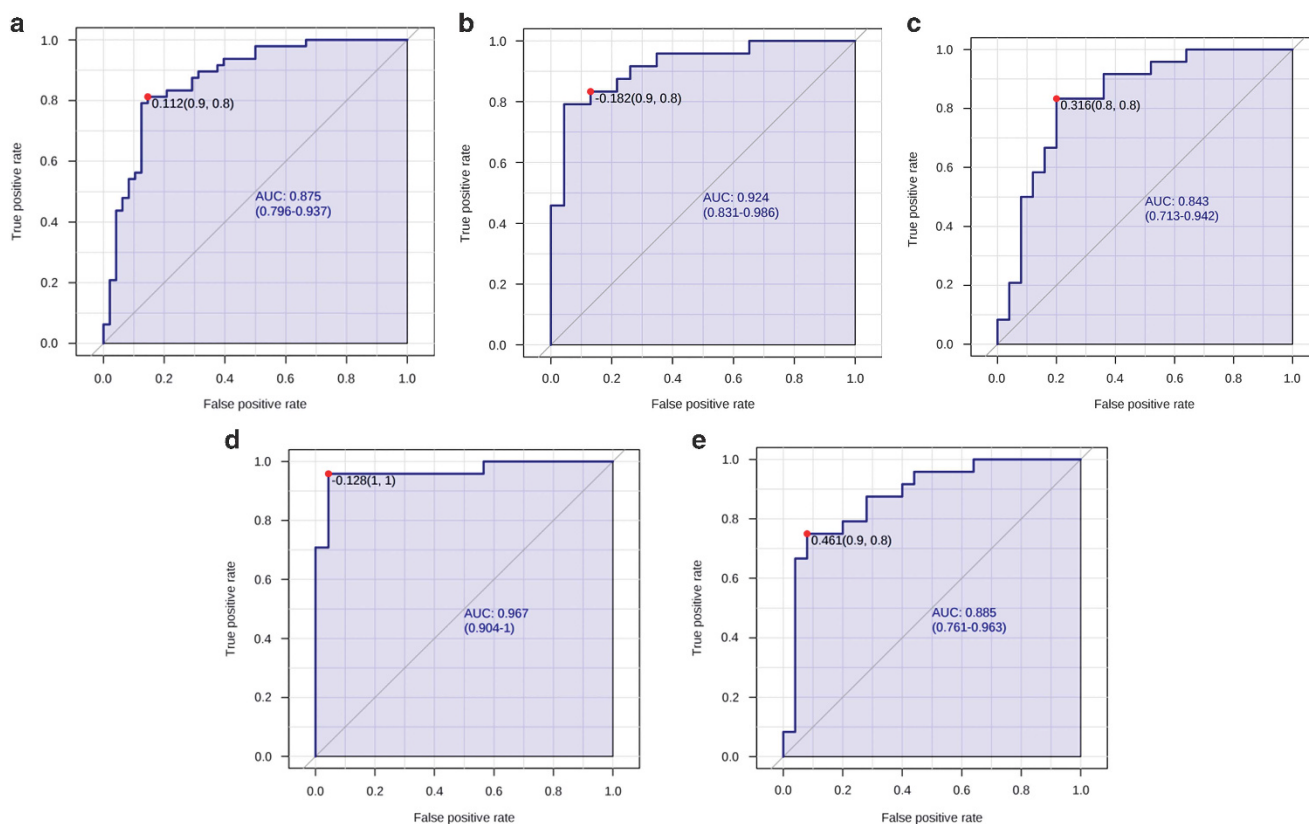 a
1.0
0.8
0.6
0.4
0.2
0.0
True positive rate
0.112(0.9, 0.8)
AUC: 0.875
(0.796-0.937)
0.0 0.2 0.4 0.6 0.8 1.0
False positive rate
b
1.0
0.8
0.6
0.4
0.2
0.0
True positive rate
-0.182(0.9, 0.8)
AUC: 0.924
(0.831-0.986)
0.0 0.2 0.4 0.6 0.8 1.0
False positive rate
c
1.0
0.8
0.6
0.4
0.2
0.0
True positive rate
0.316(0.8, 0.8)
AUC: 0.843
(0.713-0.942)
0.0 0.2 0.4 0.6 0.8 1.0
False positive rate
d
1.0
0.8
0.6
0.4
0.2
0.0
True positive rate
-0.128(1, 1)
AUC: 0.967
(0.904-1)
0.0 0.2 0.4 0.6 0.8 1.0
False positive rate
e
1.0
0.8
0.6
0.4
0.2
0.0
True positive rate
0.461(0.9, 0.8)
AUC: 0.885
(0.761-0.963)
0.0 0.2 0.4 0.6 0.8 1.0
False positive rate